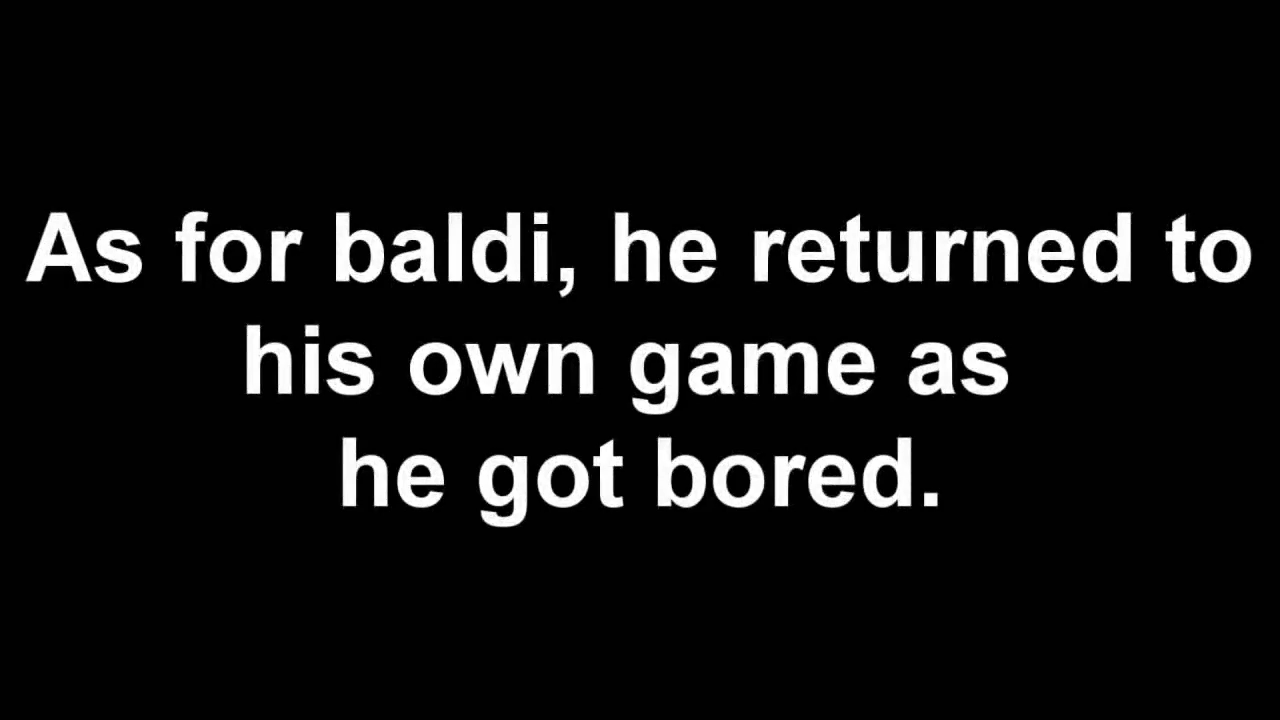 As for baldi, he returned to
his own game as
he got bored.